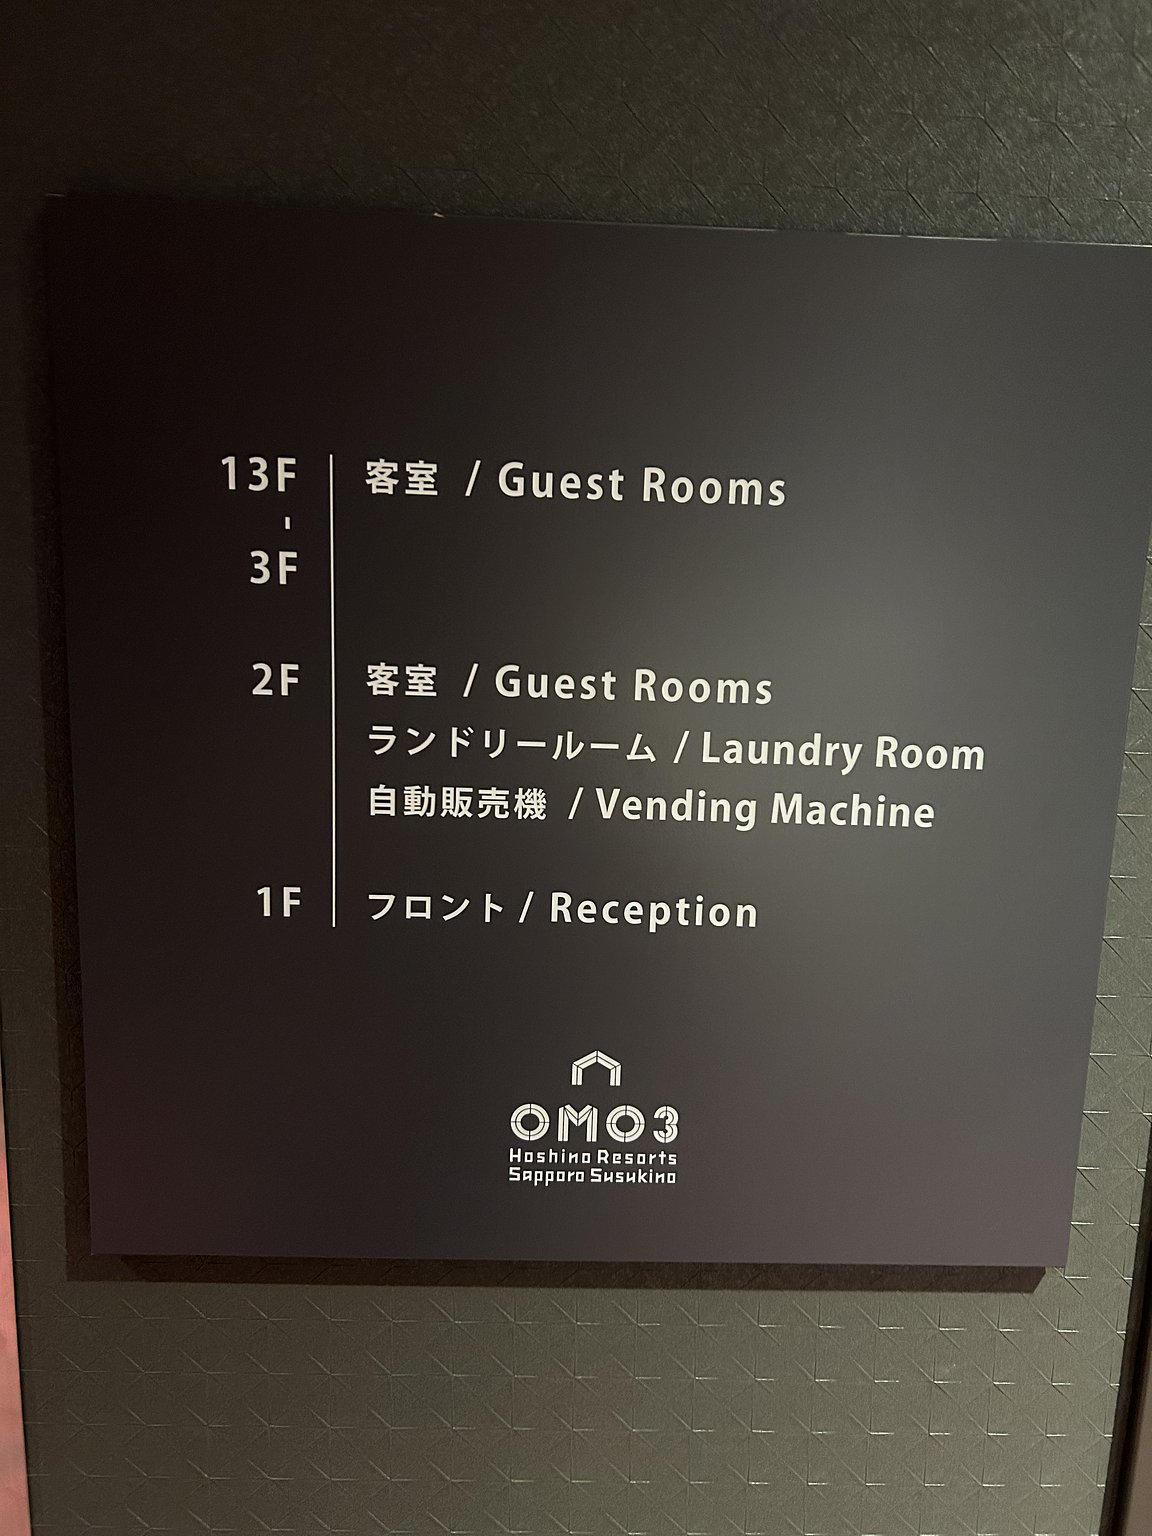 13F 客室 / Guest Rooms
-
3F
2F 客室 / Guest Rooms
ランドリールーム / Laundry Room
自動販売機 / Vending Machine
1F フロント / Reception
OMO3
Hoshino Resorts
Sapporo Susukino